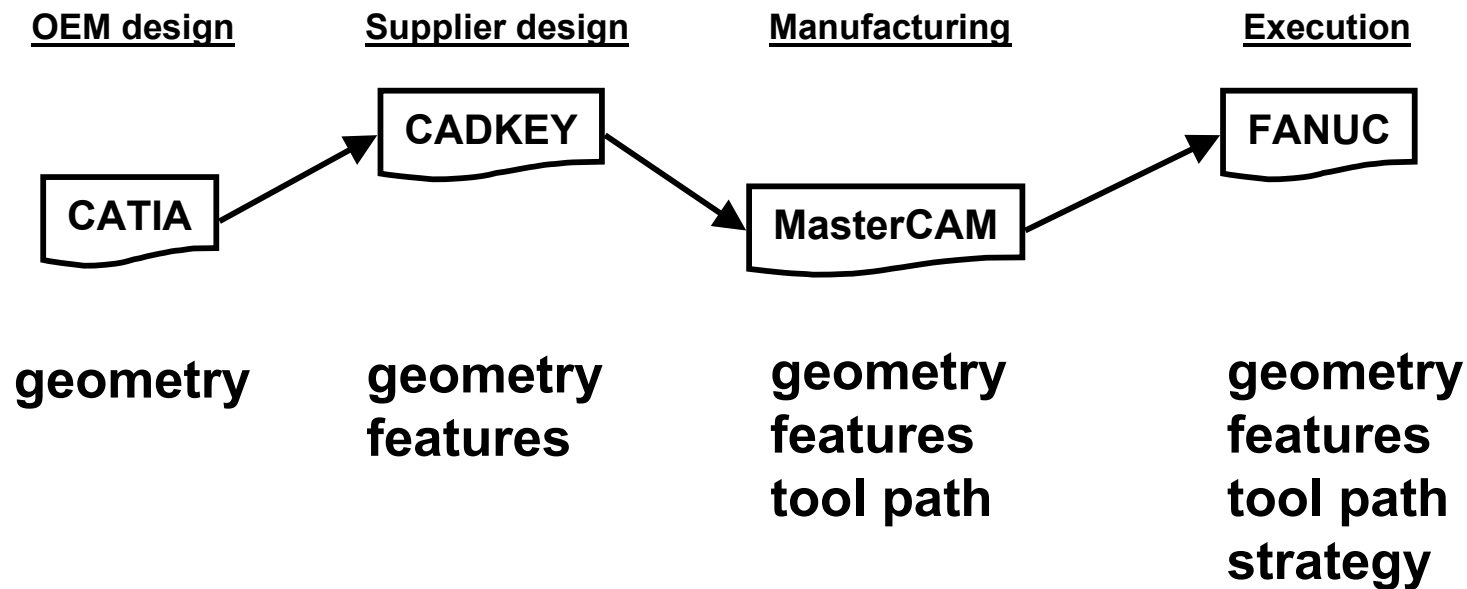 OEM design
Supplier design
Manufacturing
Execution
CATIA
CADKEY
MasterCAM
FANUC
geometry
geometry
features
geometry
features
tool path
geometry
features
tool path
strategy